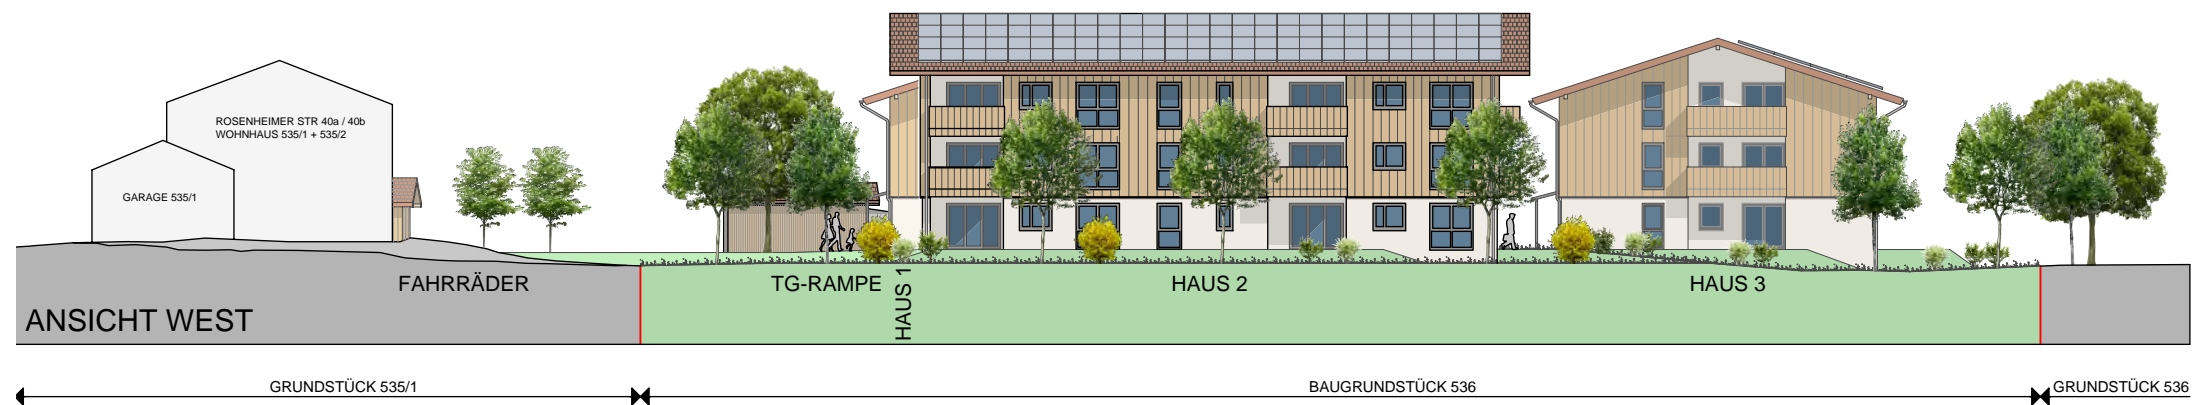 ROSENHEIMER STR 40a / 40b
WOHNHAUS 535/1 + 535/2
GARAGE 535/1
FAHRRÄDER
TG-RAMPE
HAUS 1
HAUS 2
HAUS 3
ANSICHT WEST
GRUNDSTÜCK 535/1
BAUGRUNDSTÜCK 536
GRUNDSTÜCK 536